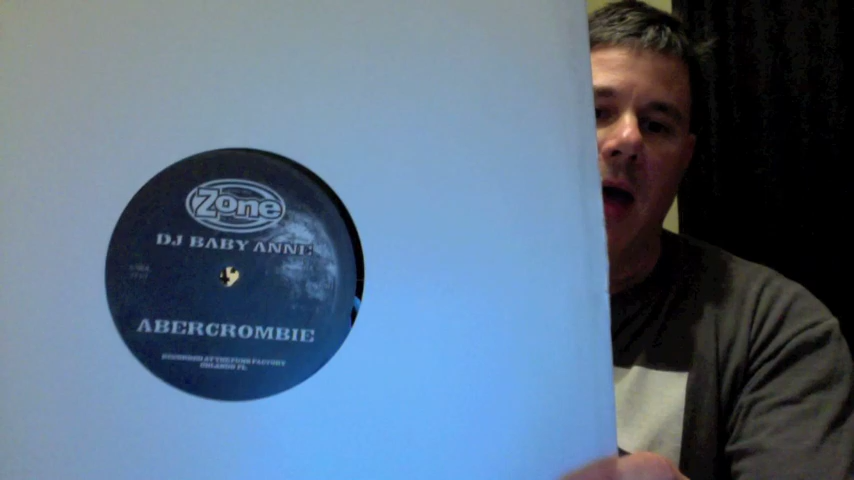 Zone
DJ BABY ANNE
ABERCROMBIE
RECORDED AT THE FUNK FACTORY
ORLANDO FL.